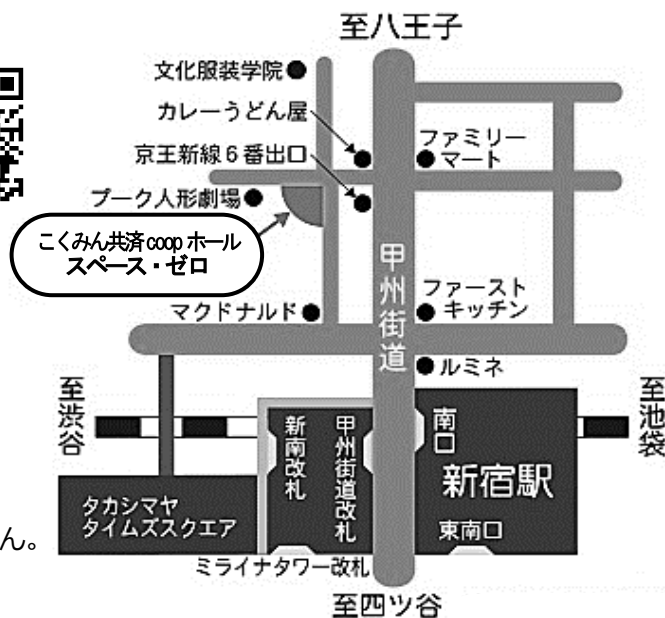 至八王子
文化服装学院
カレーうどん屋
京王新線6番出口
ファミリー
マート
プーク人形劇場
こくみん共済 coop ホール
スペース・ゼロ
甲州街道
マクドナルド
ファースト
キッチン
ルミネ
至渋谷
新南改札
甲州街道改札
南口
新宿駅
東南口
至池袋
タカシマヤ
タイムズスクエア
ん。
ミライナタワー改札
至四ツ谷